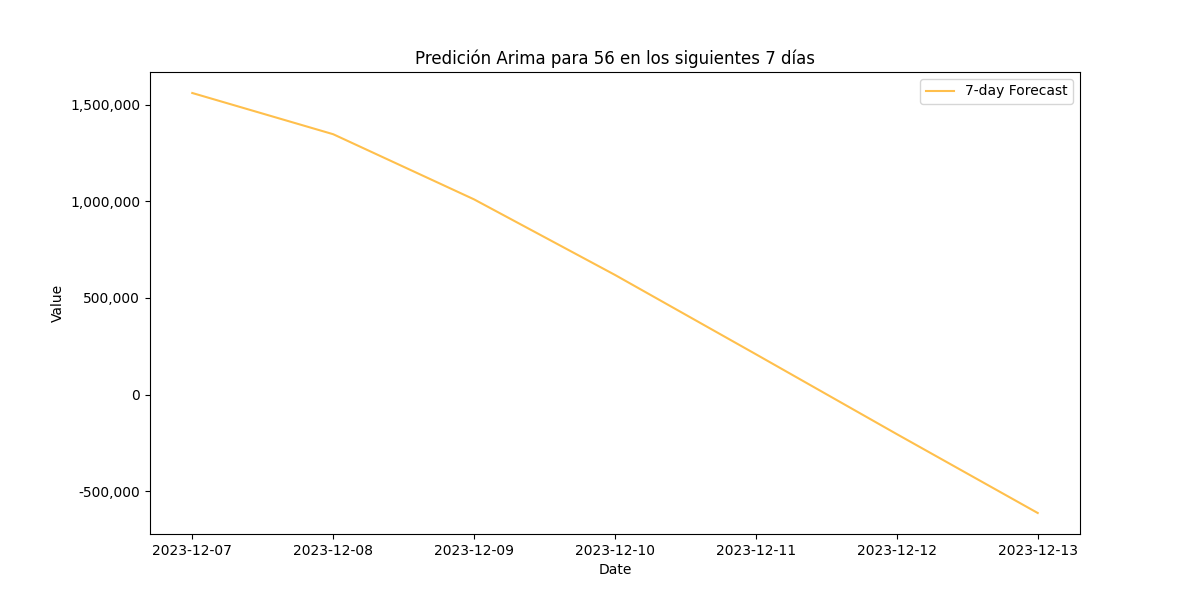 Predición Arima para 56 en los siguientes 7 días
7-day Forecast
1,500,000
1,000,000
500,000
0
-500,000
Value
2023-12-07 2023-12-08 2023-12-09 2023-12-10 2023-12-11 2023-12-12 2023-12-13
Date